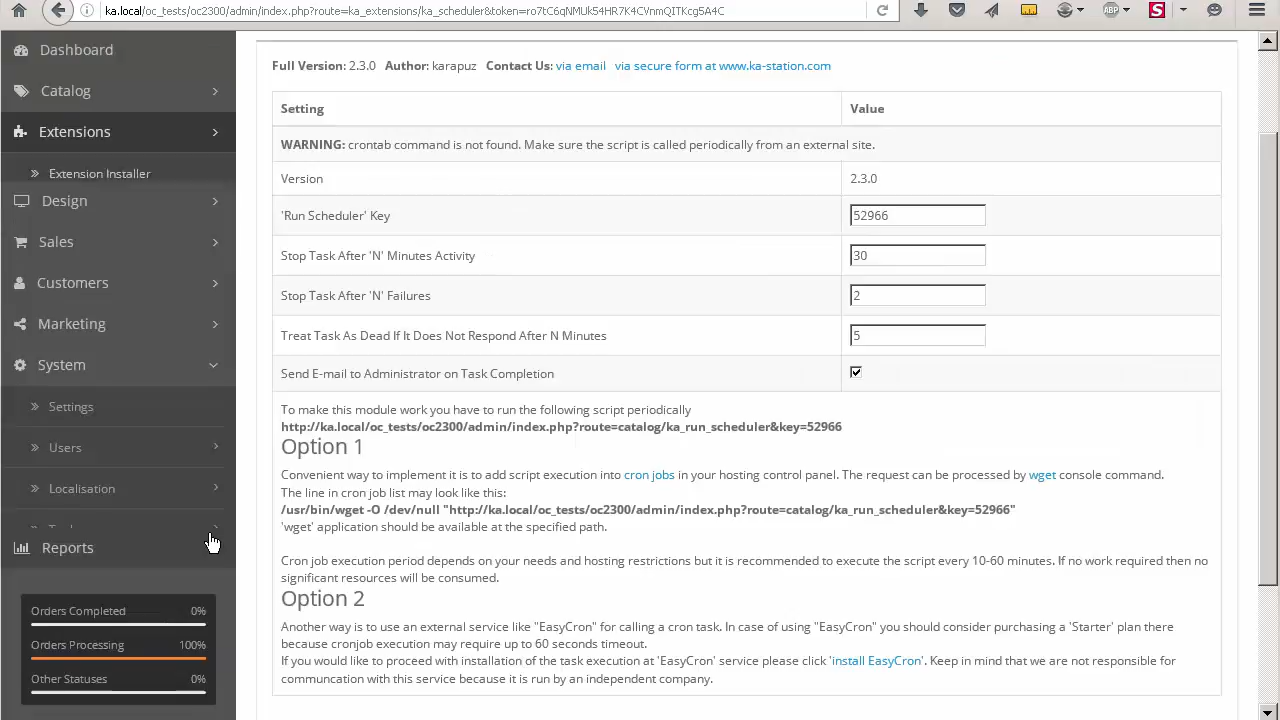 ka.local/oc_tests/oc2300/admin/index.php?route=ka_extensions/ka_scheduler&token=ro7tC6qNMUk54HR7K4CVnmQITKcg5A4C
ABP
S
Dashboard
Catalog
Extensions
Extension Installer
Design
Sales
Customers
Marketing
System
Settings
Users
Localisation
Reports
Orders Completed 0%
Orders Processing 100%
Other Statuses 0%
Full Version: 2.3.0 Author: karapuz Contact Us: via email via secure form at www.ka-station.com
Setting Value
WARNING: crontab command is not found. Make sure the script is called periodically from an external site.
Version 2.3.0
'Run Scheduler' Key 52966
Stop Task After 'N' Minutes Activity 30
Stop Task After 'N' Failures 2
Treat Task As Dead If It Does Not Respond After N Minutes 5
Send E-mail to Administrator on Task Completion
To make this module work you have to run the following script periodically
http://ka.local/oc_tests/oc2300/admin/index.php?route=catalog/ka_run_scheduler&key=52966
Option 1
Convenient way to implement it is to add script execution into cron jobs in your hosting control panel. The request can be processed by wget console command.
The line in cron job list may look like this:
/usr/bin/wget -O /dev/null "http://ka.local/oc_tests/oc2300/admin/index.php?route=catalog/ka_run_scheduler&key=52966"
'wget' application should be available at the specified path.
Cron job execution period depends on your needs and hosting restrictions but it is recommended to execute the script every 10-60 minutes. If no work required then no
significant resources will be consumed.
Option 2
Another way is to use an external service like "EasyCron" for calling a cron task. In case of using "EasyCron" you should consider purchasing a 'Starter' plan there
because cronjob execution may require up to 60 seconds timeout.
If you would like to proceed with installation of the task execution at 'EasyCron' service please click 'install EasyCron'. Keep in mind that we are not responsible for
communcation with this service because it is run by an independent company.